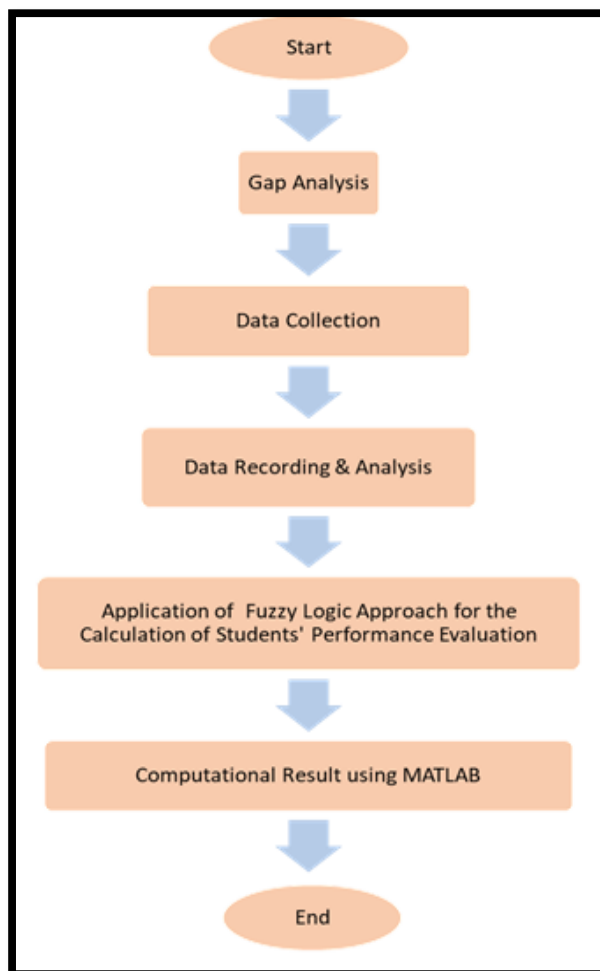 Start
Gap Analysis
Data Collection
Data Recording & Analysis
Application of Fuzzy Logic Approach for the
Calculation of Students' Performance Evaluation
Computational Result using MATLAB
End